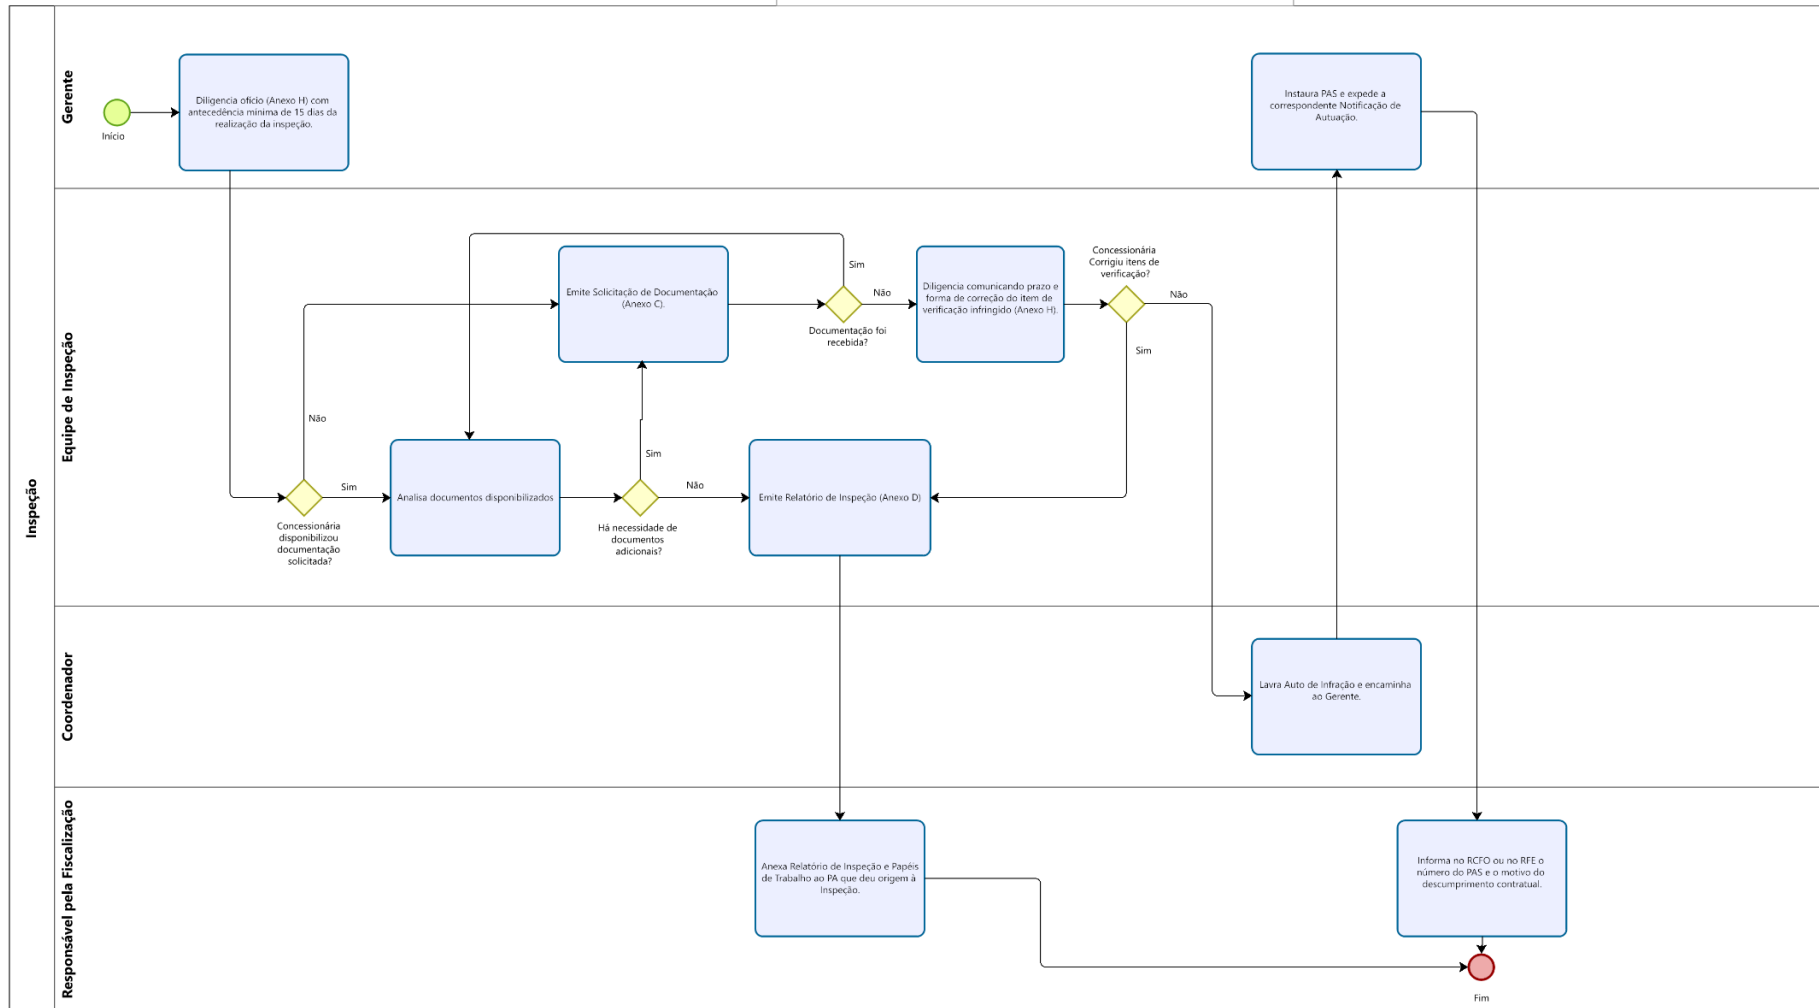 Inspeção
Gerente
Início
Diligencia ofício (Anexo H) com
antecedência mínima de 15 dias da
realização da inspeção.
Instaura PAS e expede a
correspondente Notificação de
Autuação.
Equipe de Inspeção
Concessionária
disponibilizou
documentação
solicitada?
Não
Sim
Emite Solicitação de Documentação
(Anexo C).
Analisa documentos disponibilizados
Há necessidade de
documentos
adicionais?
Sim
Não
Documentação foi
recebida?
Sim
Não
Diligencia comunicando prazo e
forma de correção do item de
verificação infringido (Anexo H).
Concessionária
Corrigiu itens de
verificação?
Não
Sim
Emite Relatório de Inspeção (Anexo D)
Coordenador
Lavra Auto de Infração e encaminha
ao Gerente.
Responsável pela Fiscalização
Anexa Relatório de Inspeção e Papéis
de Trabalho ao PA que deu origem à
Inspeção.
Informa no RCFO ou no RFE o
número do PAS e o motivo do
descumprimento contratual.
Fim